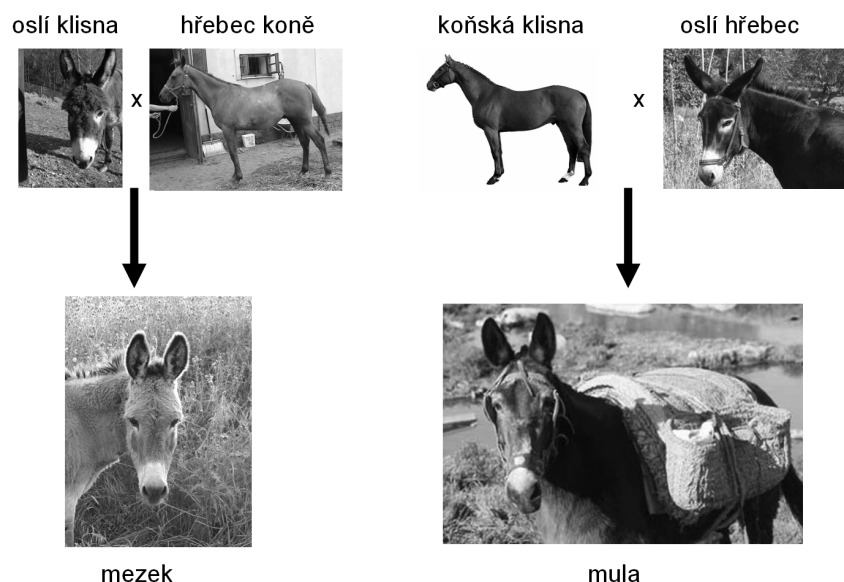 oslí klisna
hřebec koně
koňská klisna
oslí hřebec
x
x
mezek
mula